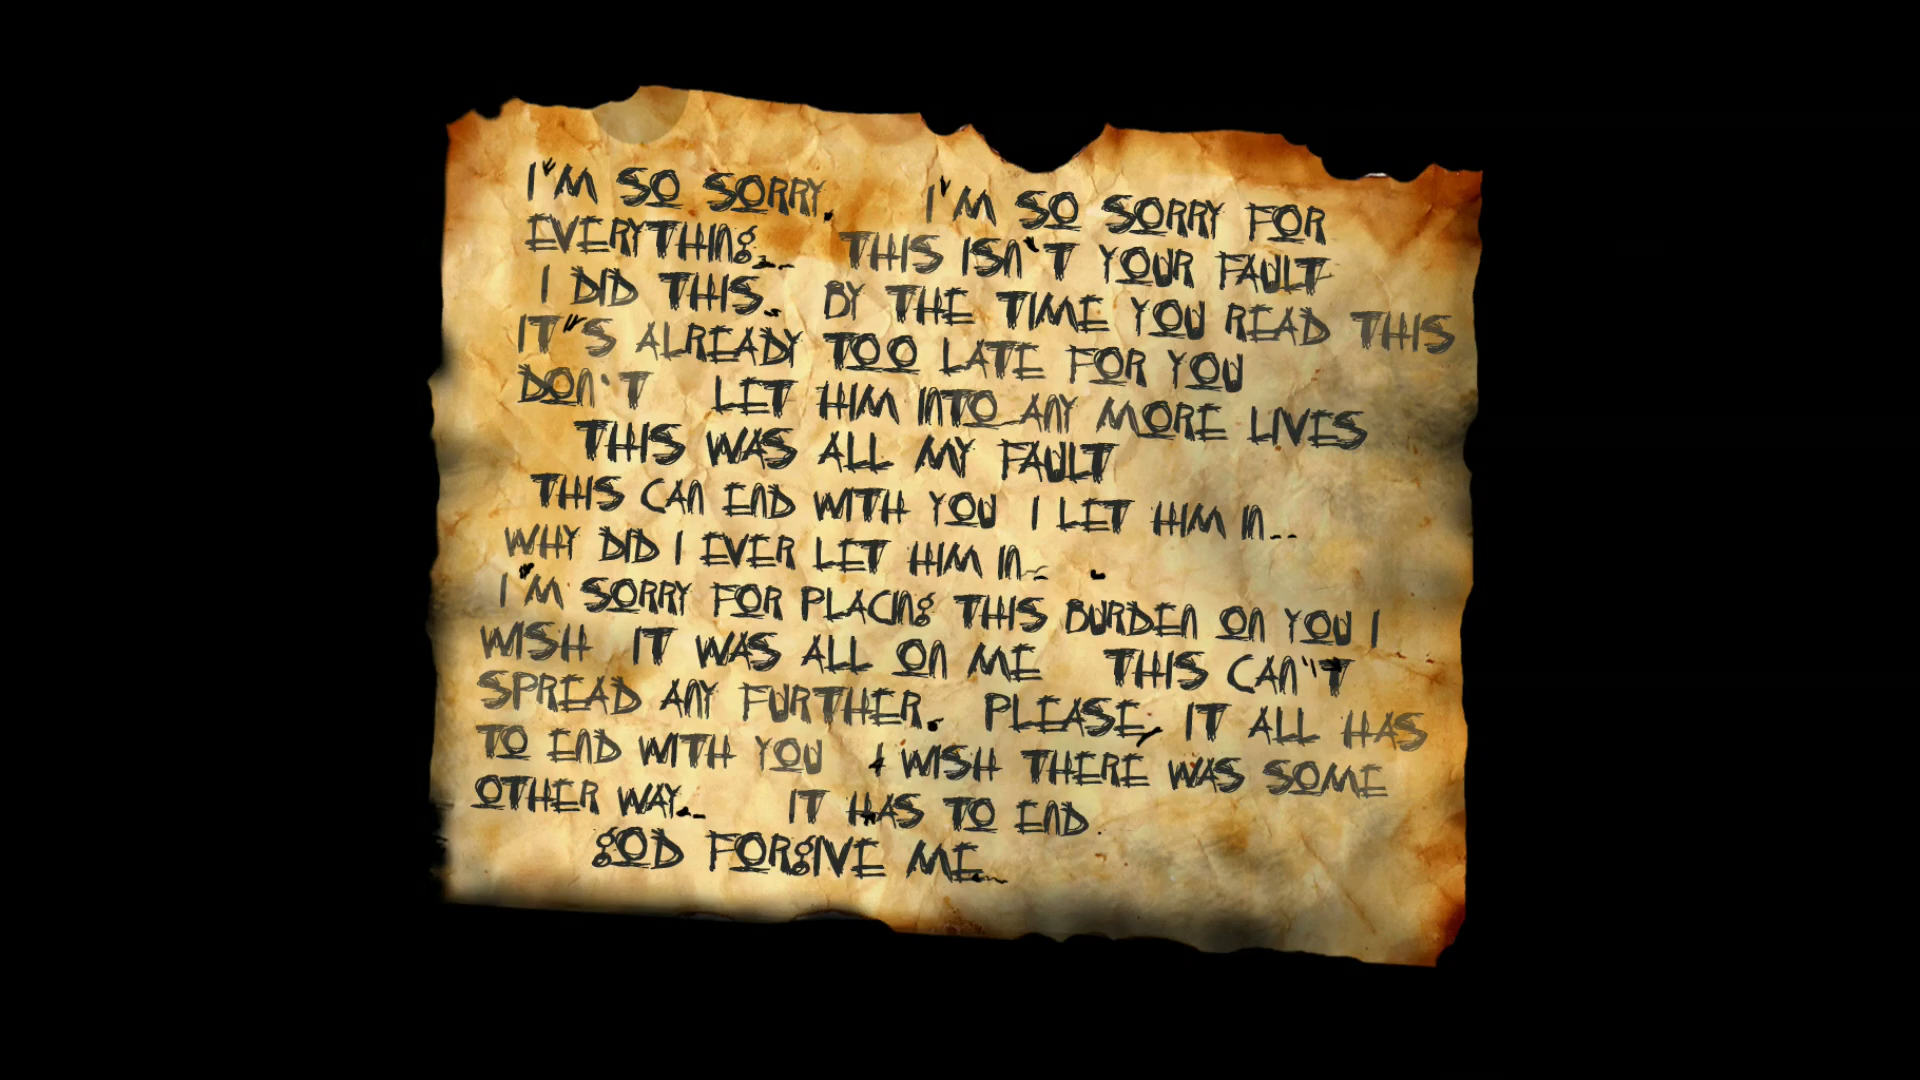 I'M SO SORRY. I'M SO SORRY FOR
EVERYTHING... THIS ISN'T YOUR FAULT
I DID THIS.. BY THE TIME YOU READ THIS
IT"S ALREADY TOO LATE FOR YOU
DON'T LET HIM INTO ANY MORE LIVES
THIS WAS ALL MY FAULT
THIS CAN END WITH YOU I LET HIM IN...
WHY DID I EVER LET HIM IN...
I'M SORRY FOR PLACING THIS BURDEN ON YOU I
WISH IT WAS ALL ON ME THIS CAN'T
SPREAD ANY FURTHER. PLEASE, IT ALL HAS
TO END WITH YOU I WISH THERE WAS SOME
OTHER WAY... IT HAS TO END.
GOD FORGIVE ME...